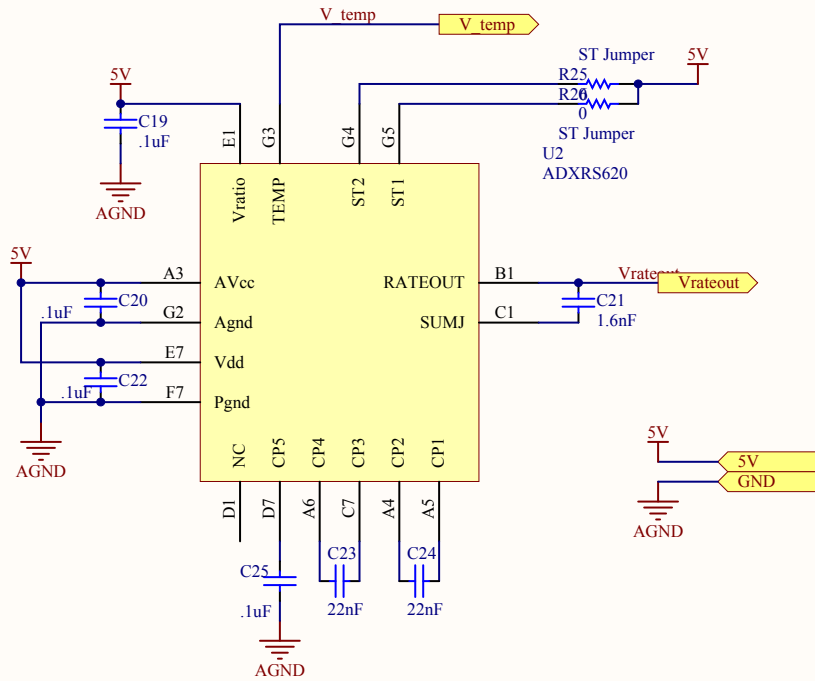 V_temp
V_temp
ST Jumper
5V
5V
R25
0
R26
0
C19
.1uF
E1
G3
G4
G5
ST Jumper
U2
ADXRS620
AGND
Vratio
TEMP
ST2
ST1
5V
A3
AVcc
RATEOUT
B1
Vrateout
Vrateout
C20
.1uF
G2
Agnd
SUMJ
C1
C21
1.6nF
E7
Vdd
C22
.1uF
F7
Pgnd
AGND
5V
5V
GND
AGND
NC
CP5
CP4
CP3
CP2
CP1
D1
D7
A6
C7
A4
A5
C25
.1uF
C23
22nF
C24
22nF
AGND